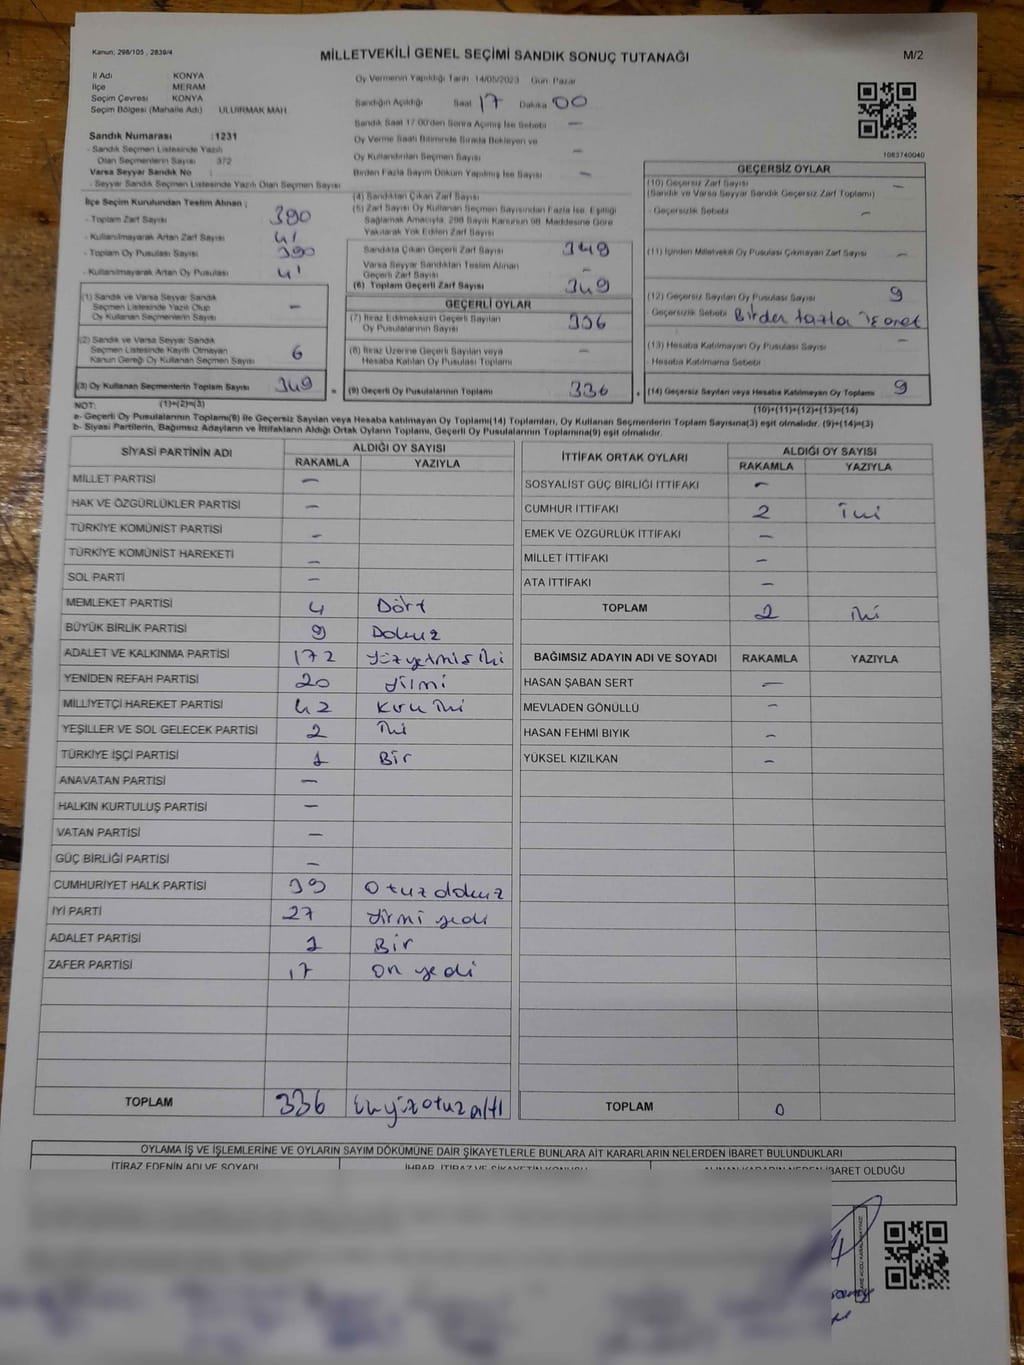 Kanun; 298/105 , 2839/4
MİLLETVEKİLİ GENEL SEÇİMİ SANDIK SONUÇ TUTANAĞI
M/2
İl Adı : KONYA
İlçe : MERAM
Seçim Çevresi : KONYA
Seçim Bölgesi (Mahalle Adı) : ULUIRMAK MAH.
Oy Vermenin Yapıldığı Tarih 14/05/2023 Gün Pazar
Sandığın Açıldığı Saat 17 Dakika 00
Sandık Saat 17.00'den Sonra Açılmış İse Sebebi —
Oy Verme Saati Bitiminde Sırada Bekleyen ve
Oy Kullandırılan Seçmen Sayısı —
Birden Fazla Sayım Döküm Yapılmış İse Sayısı —
Sandık Numarası :1231
- Sandık Seçmen Listesinde Yazılı
Olan Seçmenlerin Sayısı 372
Varsa Seyyar Sandık No :
- Seyyar Sandık Seçmen Listesinde Yazılı Olan Seçmen Sayısı :
1083740040
İlçe Seçim Kurulundan Teslim Alınan ;
- Toplam Zarf Sayısı : 390
- Kullanılmayarak Artan Zarf Sayısı : 41
- Toplam Oy Pusulası Sayısı : 390
- Kullanılmayarak Artan Oy Pusulası : 41
(1) Sandık ve Varsa Seyyar Sandık
Seçmen Listesinde Yazılı Olup
Oy Kullanan Seçmenlerin Sayısı —
(2) Sandık ve Varsa Seyyar Sandık
Seçmen Listesinde Kayıtlı Olmayan
Kanun Gereği Oy Kullanan Seçmen Sayısı 6
(3) Oy Kullanan Seçmenlerin Toplam Sayısı 349
(4) Sandıktan Çıkan Zarf Sayısı
(5) Zarf Sayısı Oy Kullanan Seçmen Sayısından Fazla İse, Eşitliği
Sağlamak Amacıyla, 298 Sayılı Kanunun 98. Maddesine Göre
Yakılarak Yok Edilen Zarf Sayısı
Sandıkta Çıkan Geçerli Zarf Sayısı 349
Varsa Seyyar Sandıktan Teslim Alınan
Geçerli Zarf Sayısı —
(6) Toplam Geçerli Zarf Sayısı 349
GEÇERLİ OYLAR
(7) İtiraz Edilmeksizin Geçerli Sayılan
Oy Pusulalarının Sayısı 336
(8) İtiraz Üzerine Geçerli Sayılan veya
Hesaba Katılan Oy Pusulası Toplamı —
= (9) Geçerli Oy Pusulalarının Toplamı 336
GEÇERSİZ OYLAR
(10) Geçersiz Zarf Sayısı —
(Sandık ve Varsa Seyyar Sandık Geçersiz Zarf Toplamı)
- Geçersizlik Sebebi —
(11) İçinden Milletvekili Oy Pusulası Çıkmayan Zarf Sayısı —
(12) Geçersiz Sayılan Oy Pusulası Sayısı 9
- Geçersizlik Sebebi Birden fazla işaret
(13) Hesaba Katılmayan Oy Pusulası Sayısı —
- Hesaba Katılmama Sebebi
+ (14) Geçersiz Sayılan veya Hesaba Katılmayan Oy Toplamı 9
NOT: (1)+(2)=(3)
(10)+(11)+(12)+(13)=(14)
a- Geçerli Oy Pusulalarının Toplamı(9) ile Geçersiz Sayılan veya Hesaba katılmayan Oy Toplamı(14) Toplamları, Oy Kullanan Seçmenlerin Toplam Sayısına(3) eşit olmalıdır. (9)+(14)=(3)
b- Siyasi Partilerin, Bağımsız Adayların ve İttifakların Aldığı Ortak Oyların Toplamı, Geçerli Oy Pusulalarının Toplamına(9) eşit olmalıdır.
SİYASİ PARTİNİN ADI ALDIĞI OY SAYISI
RAKAMLA YAZIYLA
MİLLET PARTİSİ —
HAK VE ÖZGÜRLÜKLER PARTİSİ —
TÜRKİYE KOMÜNİST PARTİSİ —
TÜRKİYE KOMÜNİST HAREKETİ —
SOL PARTİ —
MEMLEKET PARTİSİ 4 Dört
BÜYÜK BİRLİK PARTİSİ 9 Dokuz
ADALET VE KALKINMA PARTİSİ 172 yüzyetmiş iki
YENİDEN REFAH PARTİSİ 20 yirmi
MİLLİYETÇİ HAREKET PARTİSİ 42 kırk iki
YEŞİLLER VE SOL GELECEK PARTİSİ 2 iki
TÜRKİYE İŞÇİ PARTİSİ 1 Bir
ANAVATAN PARTİSİ —
HALKIN KURTULUŞ PARTİSİ —
VATAN PARTİSİ —
GÜÇ BİRLİĞİ PARTİSİ —
CUMHURİYET HALK PARTİSİ 39 otuz dokuz
İYİ PARTİ 27 yirmi yedi
ADALET PARTİSİ 1 Bir
ZAFER PARTİSİ 17 on yedi
TOPLAM 336 üçyüzotuzaltı
İTTİFAK ORTAK OYLARI ALDIĞI OY SAYISI
RAKAMLA YAZIYLA
SOSYALİST GÜÇ BİRLİĞİ İTTİFAKI —
CUMHUR İTTİFAKI 2 iki
EMEK VE ÖZGÜRLÜK İTTİFAKI —
MİLLET İTTİFAKI —
ATA İTTİFAKI —
TOPLAM 2 iki
BAĞIMSIZ ADAYIN ADI VE SOYADI RAKAMLA YAZIYLA
HASAN ŞABAN SERT —
MEVLADEN GÖNÜLLÜ —
HASAN FEHMİ BIYIK —
YÜKSEL KIZILKAN —
TOPLAM 0
OYLAMA İŞ VE İŞLEMLERİNE VE OYLARIN SAYIM DÖKÜMÜNE DAİR ŞİKAYETLERLE BUNLARA AİT KARARLARIN NELERDEN İBARET BULUNDUKLARI
İTİRAZ EDENİN ADI VE SOYADI
İHBAR, İTİRAZ VE ŞİKAYETİN KONUSU
ALINAN KARARIN NEDEN İBARET OLDUĞU